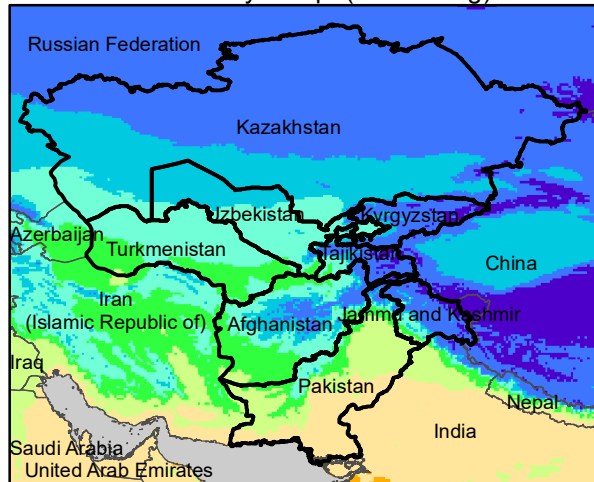 Russian Federation
Kazakhstan
Uzbekistan
Kyrgyzstan
Azerbaijan
Turkmenistan
Tajikistan
China
Iran
(Islamic Republic of)
Afghanistan
Jammu and Kashmir
Iraq
Pakistan
Nepal
India
Saudi Arabia
United Arab Emirates